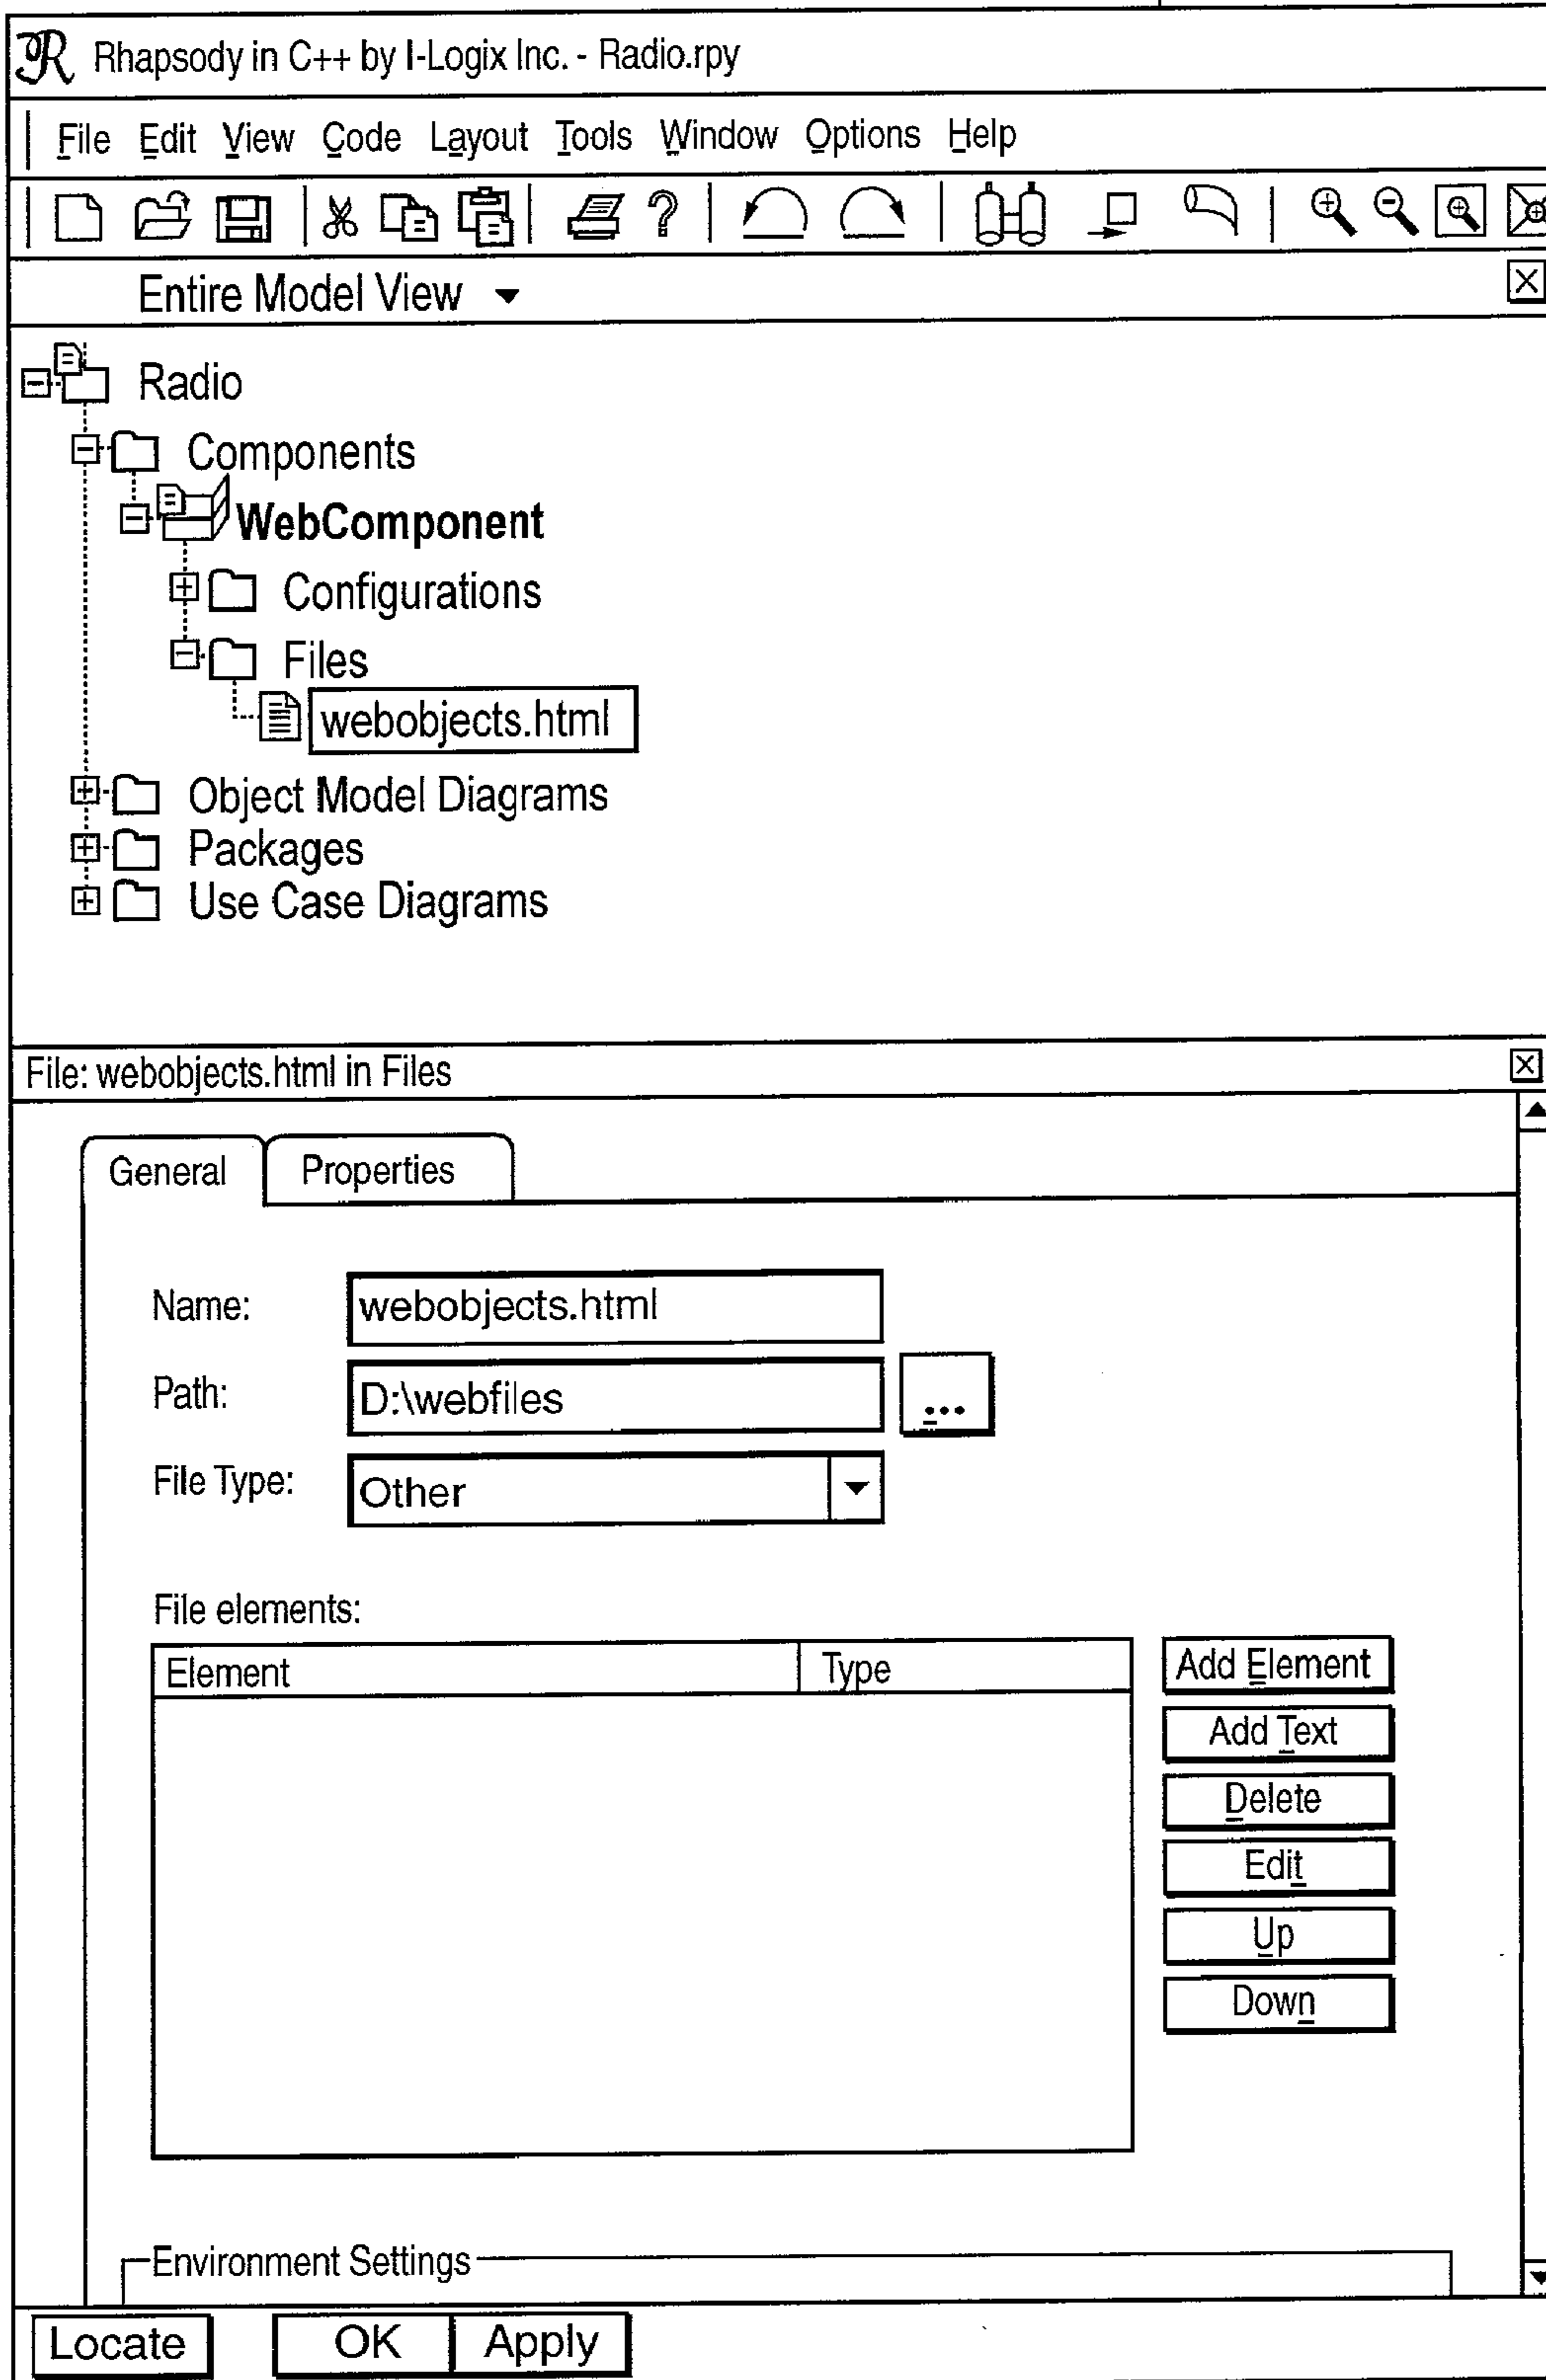 Rhapsody in C++ by I-Logix Inc. - Radio.rpy
File Edit View Code Layout Tools Window Options Help
Entire Model View
Radio
Components
WebComponent
Configurations
Files
webobjects.html
Object Model Diagrams
Packages
Use Case Diagrams
File: webobjects.html in Files
General Properties
Name: webobjects.html
Path: D:\webfiles ...
File Type: Other
File elements:
Element Type
Add Element
Add Text
Delete
Edit
Up
Down
Environment Settings
Locate OK Apply